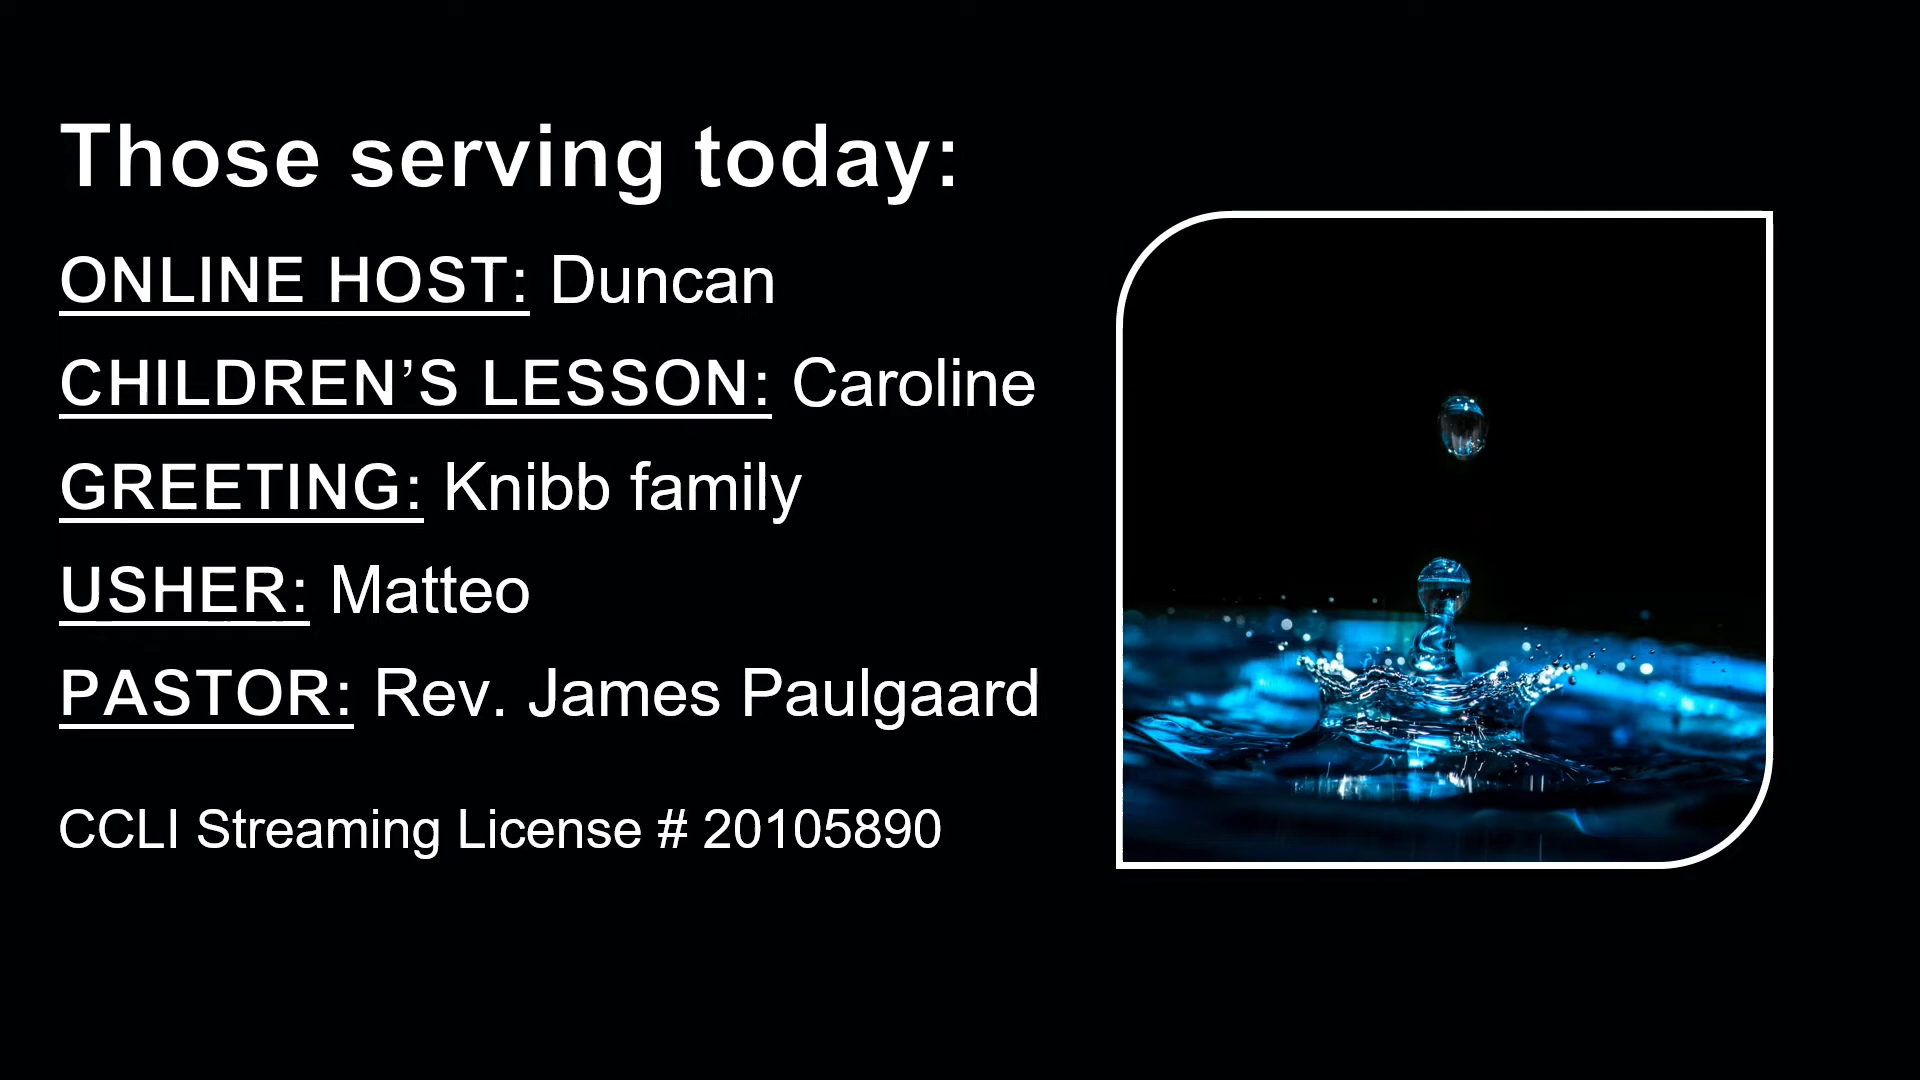 Those serving today:
ONLINE HOST: Duncan
CHILDREN’S LESSON: Caroline
GREETING: Knibb family
USHER: Matteo
PASTOR: Rev. James Paulgaard
CCLI Streaming License # 20105890